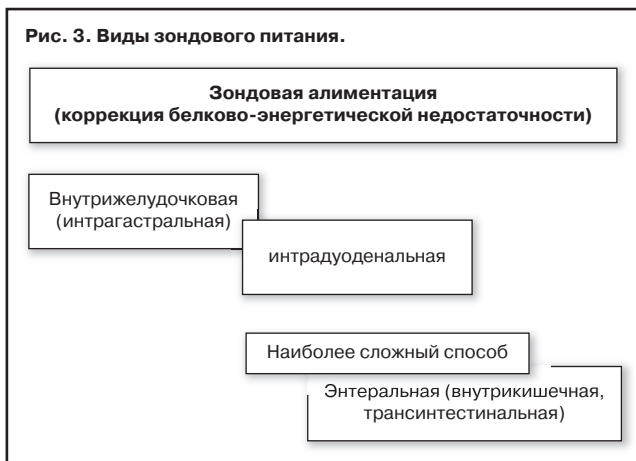 Рис. 3. Виды зондового питания.
Зондовая алиментация
(коррекция белково-энергетической недостаточности)
Внутрижелудочковая
(интрагастральная)
интрадуоденальная
Наиболее сложный способ
Энтеральная (внутрикишечная,
трансинтестинальная)